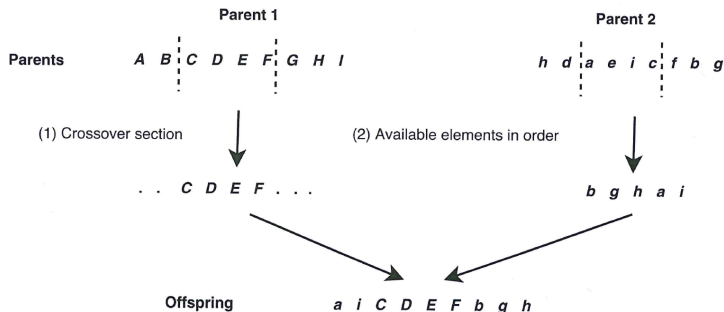 Parent 1
Parent 2
Parents A B C D E F G H I h d a e i c f b g
(1) Crossover section (2) Available elements in order
. . C D E F . . . b g h a i
Offspring a i C D E F b g h